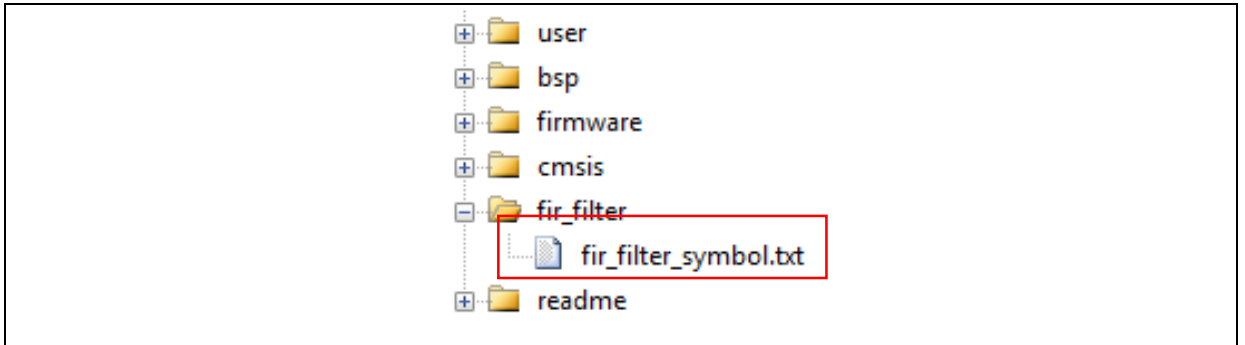 user
bsp
firmware
cmsis
fir_filter
fir_filter_symbol.txt
readme